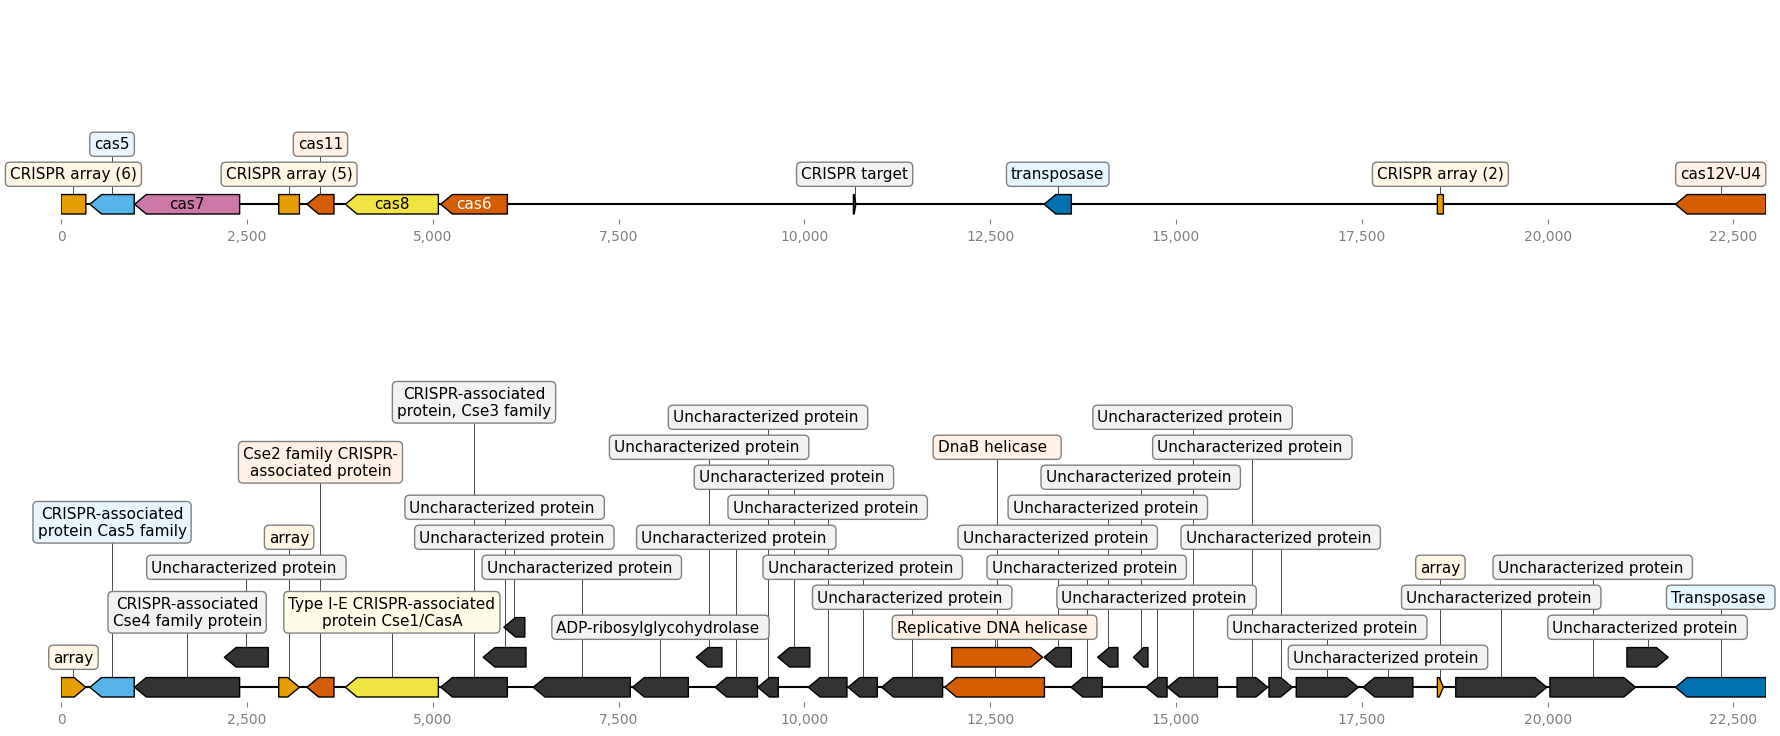 cas5
cas11
CRISPR array (6)
CRISPR array (5)
CRISPR target
transposase
CRISPR array (2)
cas12V-U4
cas7
cas8
cas6
0
2,500
5,000
7,500
10,000
12,500
15,000
17,500
20,000
22,500
CRISPR-associated
protein, Cse3 family
Uncharacterized protein
Uncharacterized protein
Uncharacterized protein
DnaB helicase
Uncharacterized protein
Cse2 family CRISPR-
associated protein
Uncharacterized protein
Uncharacterized protein
CRISPR-associated
protein Cas5 family
Uncharacterized protein
Uncharacterized protein
Uncharacterized protein
array
Uncharacterized protein
Uncharacterized protein
Uncharacterized protein
Uncharacterized protein
Uncharacterized protein
Uncharacterized protein
Uncharacterized protein
Uncharacterized protein
array
Uncharacterized protein
CRISPR-associated
Cse4 family protein
Type I-E CRISPR-associated
protein Cse1/CasA
Uncharacterized protein
Uncharacterized protein
Uncharacterized protein
Transposase
ADP-ribosylglycohydrolase
Replicative DNA helicase
Uncharacterized protein
Uncharacterized protein
array
Uncharacterized protein
0
2,500
5,000
7,500
10,000
12,500
15,000
17,500
20,000
22,500